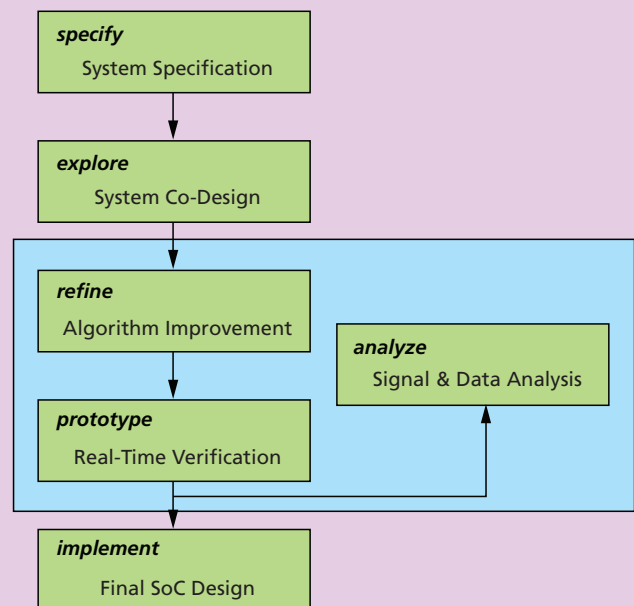 specify
System Specification
explore
System Co-Design
refine
Algorithm Improvement
analyze
Signal & Data Analysis
prototype
Real-Time Verification
implement
Final SoC Design